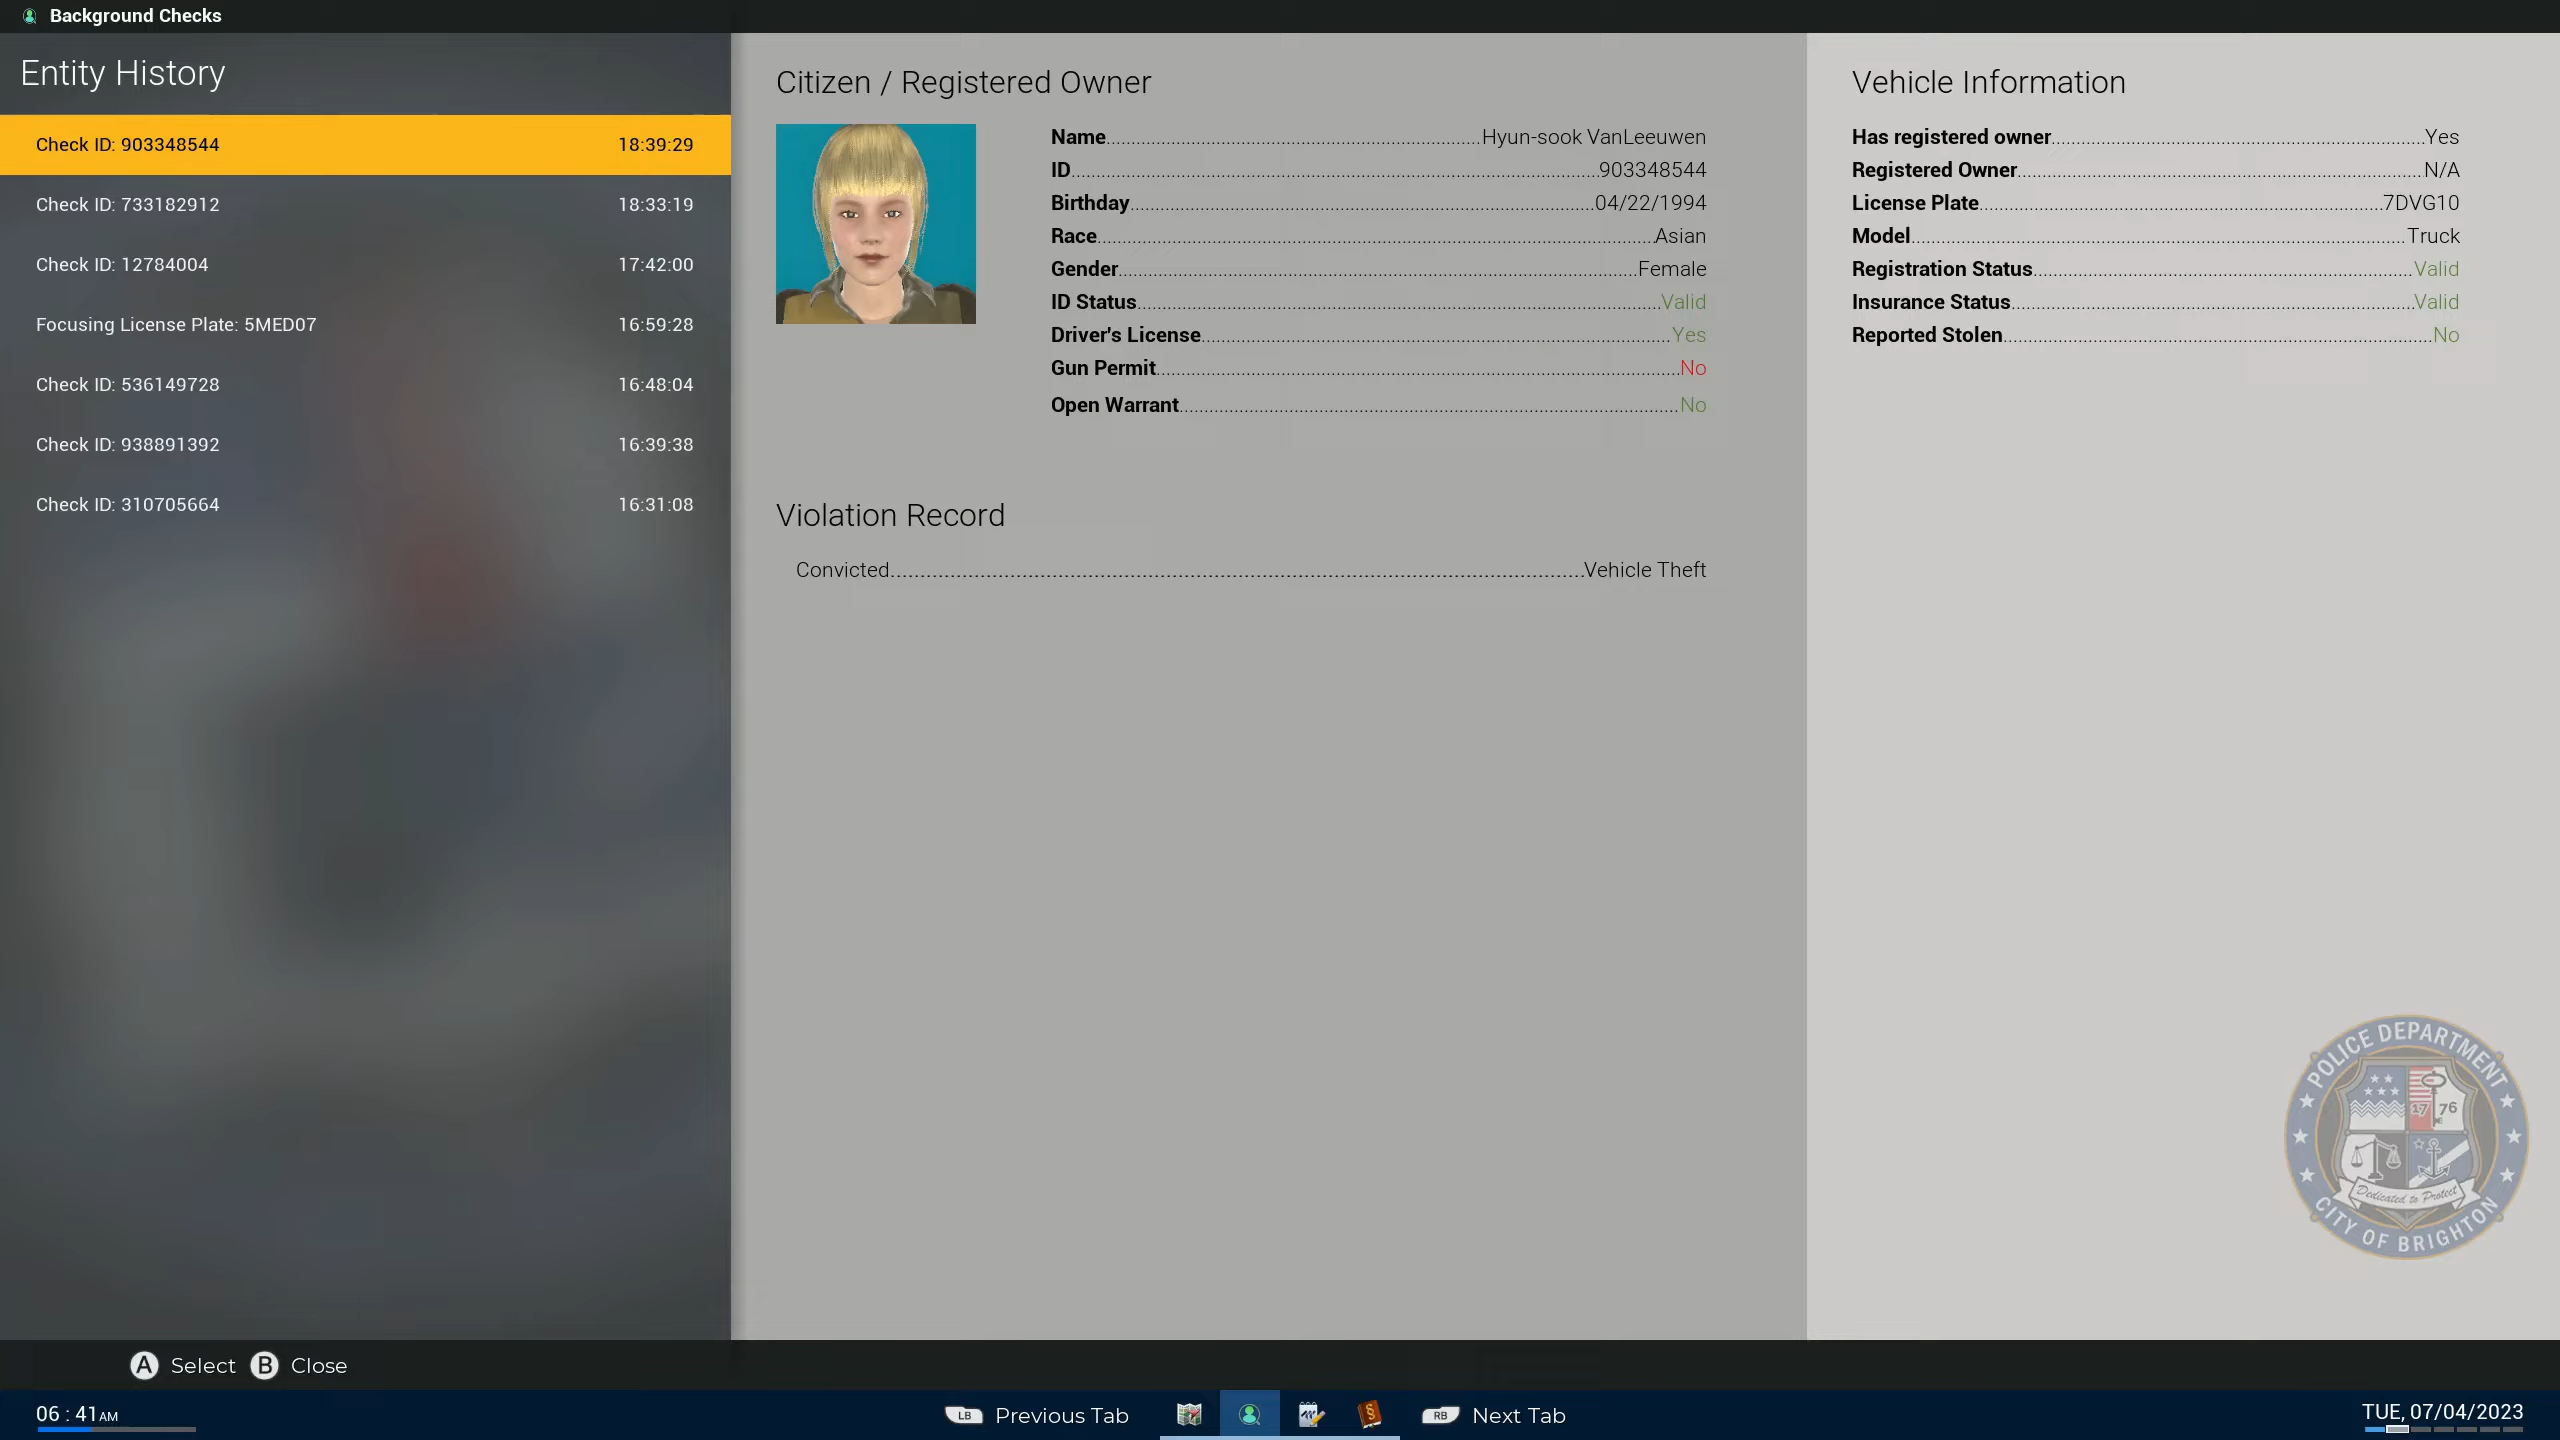 Background Checks
Entity History
Check ID: 903348544 18:39:29
Check ID: 733182912 18:33:19
Check ID: 12784004 17:42:00
Focusing License Plate: 5MED07 16:59:28
Check ID: 536149728 16:48:04
Check ID: 938891392 16:39:38
Check ID: 310705664 16:31:08
Citizen / Registered Owner
Name Hyun-sook VanLeeuwen
ID 903348544
Birthday 04/22/1994
Race Asian
Gender Female
ID Status Valid
Driver's License Yes
Gun Permit No
Open Warrant No
Violation Record
Convicted Vehicle Theft
Vehicle Information
Has registered owner Yes
Registered Owner N/A
License Plate 7DVG10
Model Truck
Registration Status Valid
Insurance Status Valid
Reported Stolen No
POLICE DEPARTMENT
17 76
Dedicated to Protect
CITY OF BRIGHTON
A Select B Close
06 : 41 AM
LB Previous Tab
RB Next Tab
TUE, 07/04/2023